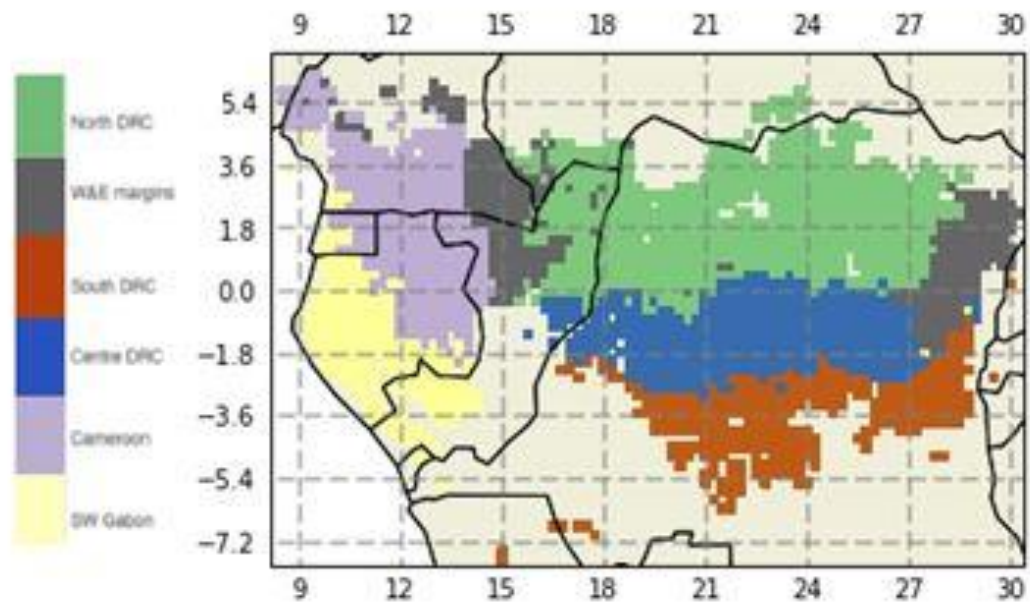 9 12 15 18 21 24 27 30
North DRC
W&E margins
South DRC
Centre DRC
Cameroon
SW Gabon
5.4
3.6
1.8
0.0
−1.8
−3.6
−5.4
−7.2
9 12 15 18 21 24 27 30